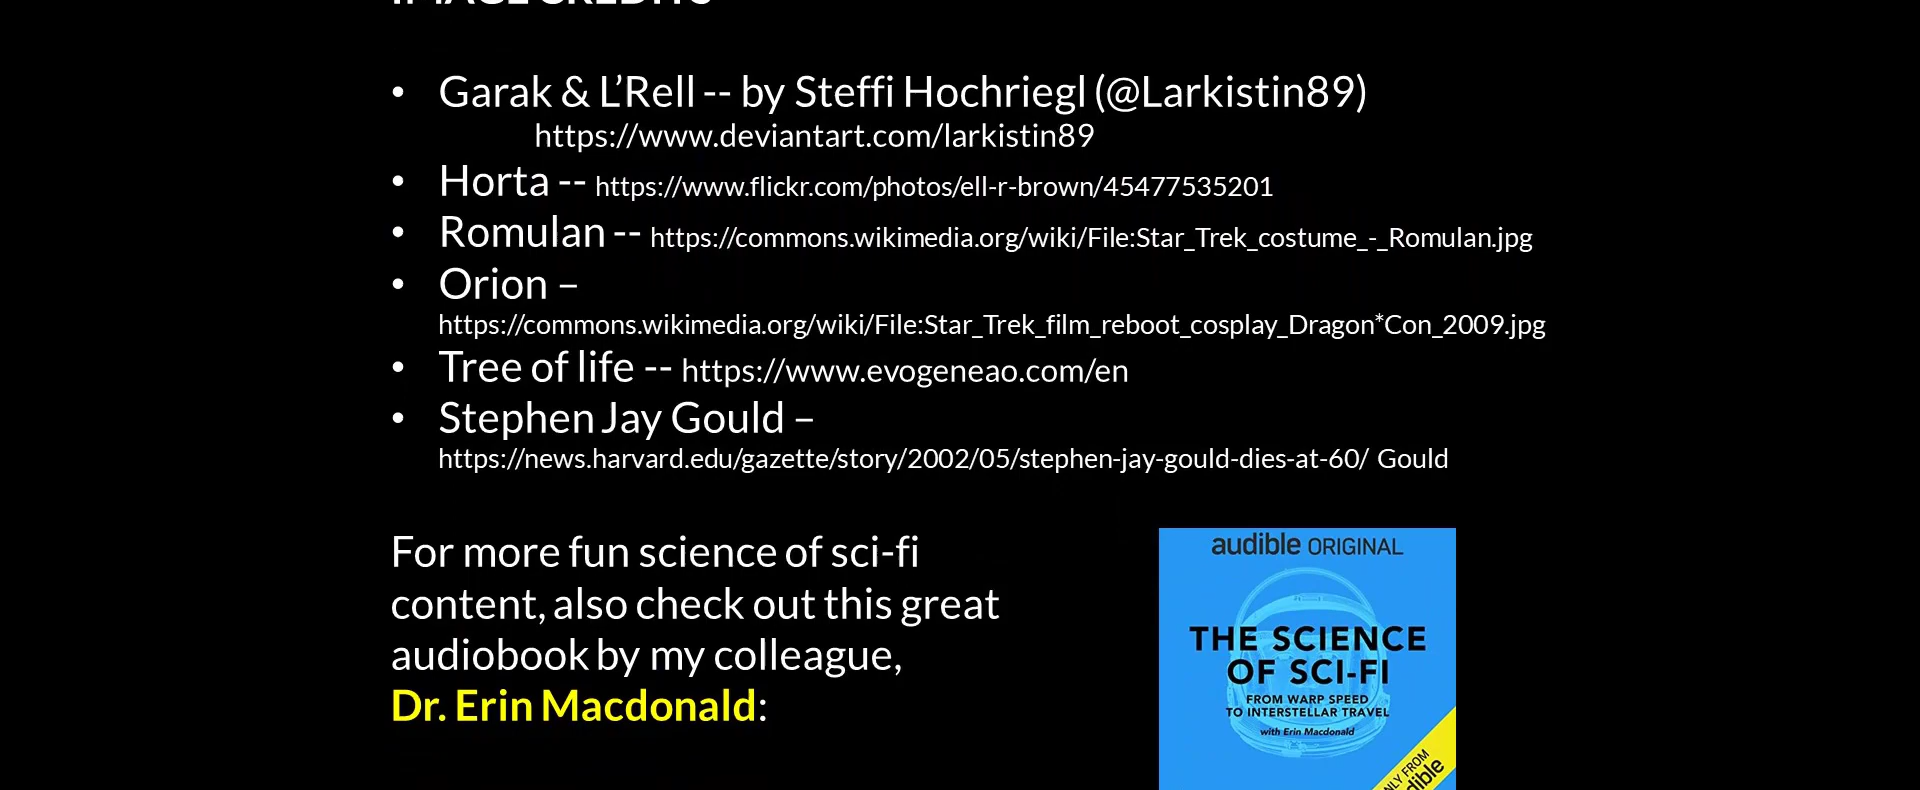 IMAGE CREDITS
• Garak & L’Rell -- by Steffi Hochriegl (@Larkistin89)
https://www.deviantart.com/larkistin89
• Horta -- https://www.flickr.com/photos/ell-r-brown/45477535201
• Romulan -- https://commons.wikimedia.org/wiki/File:Star_Trek_costume_-_Romulan.jpg
• Orion –
https://commons.wikimedia.org/wiki/File:Star_Trek_film_reboot_cosplay_Dragon*Con_2009.jpg
• Tree of life -- https://www.evogeneao.com/en
• Stephen Jay Gould –
https://news.harvard.edu/gazette/story/2002/05/stephen-jay-gould-dies-at-60/ Gould
For more fun science of sci-fi
content, also check out this great
audiobook by my colleague,
Dr. Erin Macdonald:
audible ORIGINAL
THE SCIENCE
OF SCI-FI
FROM WARP SPEED
TO INTERSTELLAR TRAVEL
with Erin Macdonald